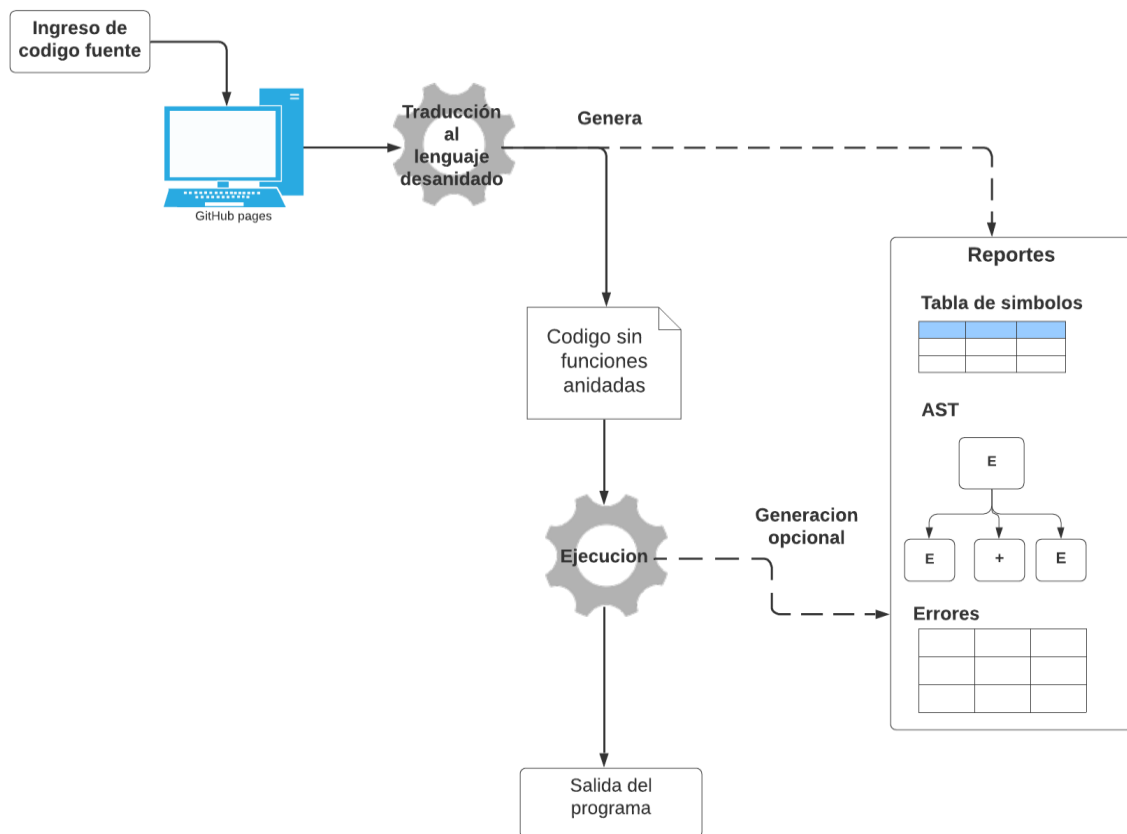 Ingreso de
codigo fuente
GitHub pages
Traducción
al
lenguaje
desanidado
Genera
Codigo sin
funciones
anidadas
Ejecucion
Generacion
opcional
Salida del
programa
Reportes
Tabla de simbolos
AST
E
E
+
E
Errores